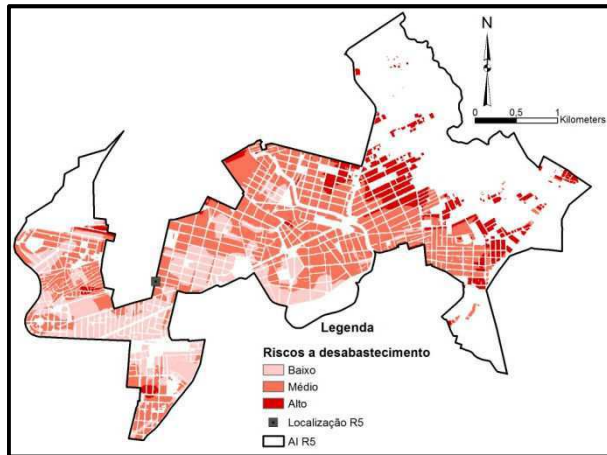 N
0 0,5 1
Kilometers
Legenda
Riscos a desabastecimento
Baixo
Médio
Alto
Localização R5
AI R5